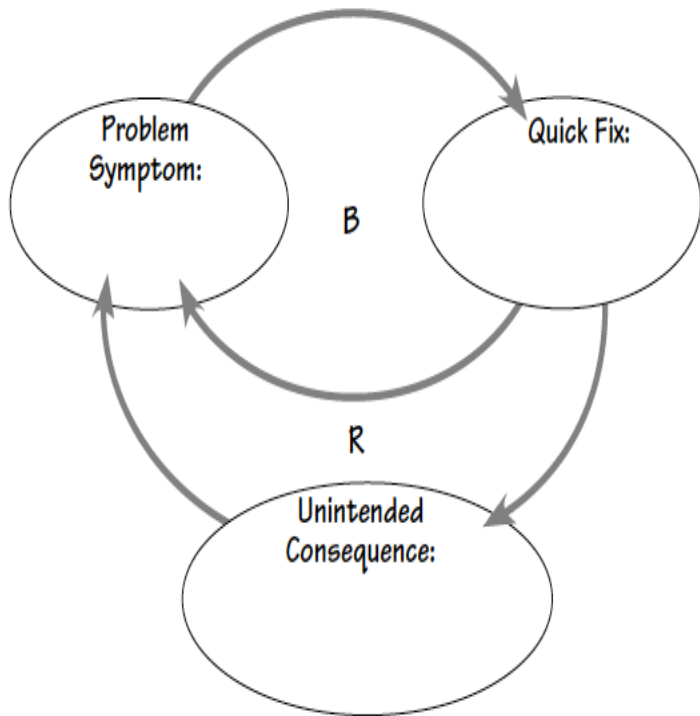 Problem
Symptom:
Quick Fix:
B
R
Unintended
Consequence: